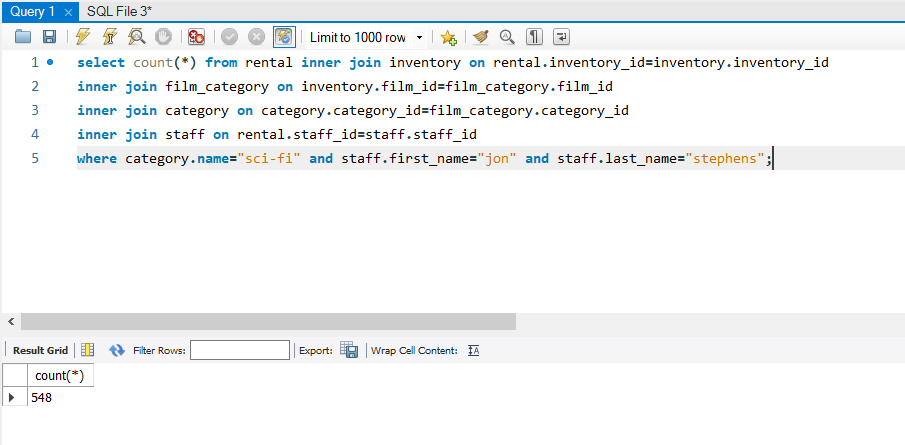 Query 1 × SQL File 3*
Limit to 1000 row
1 select count(*) from rental inner join inventory on rental.inventory_id=inventory.inventory_id
2 inner join film_category on inventory.film_id=film_category.film_id
3 inner join category on category.category_id=film_category.category_id
4 inner join staff on rental.staff_id=staff.staff_id
5 where category.name="sci-fi" and staff.first_name="jon" and staff.last_name="stephens";
Result Grid Filter Rows: Export: Wrap Cell Content:
count(*)
548